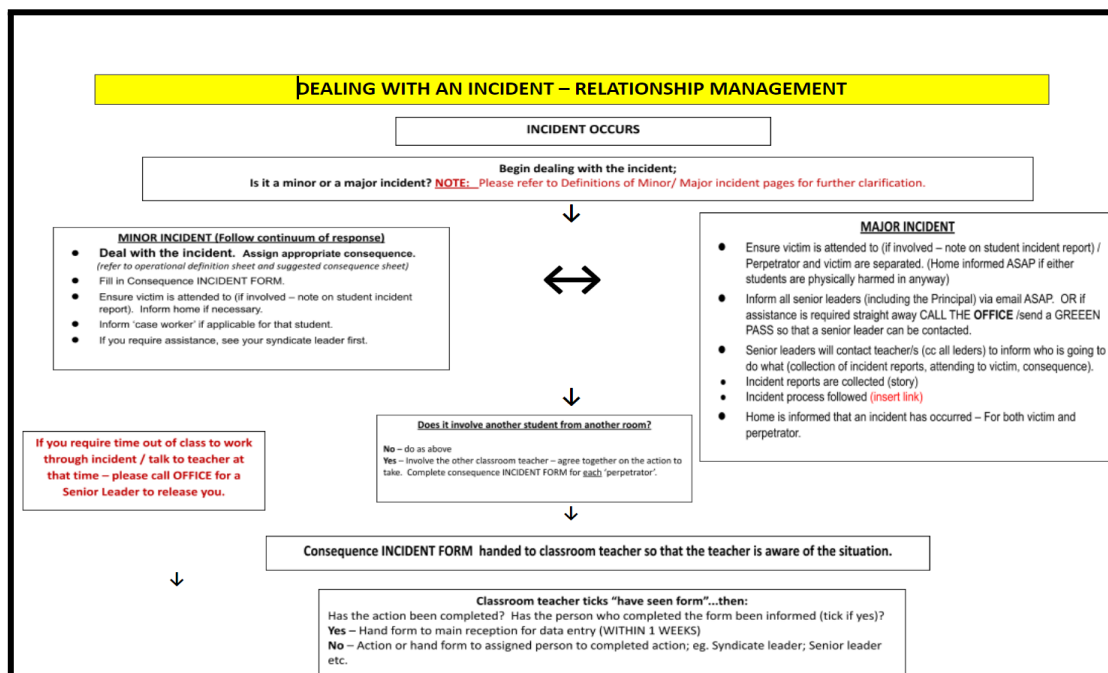 DEALING WITH AN INCIDENT – RELATIONSHIP MANAGEMENT
INCIDENT OCCURS
Begin dealing with the incident;
Is it a minor or a major incident? NOTE: Please refer to Definitions of Minor/ Major incident pages for further clarification.
MINOR INCIDENT (Follow continuum of response)
● Deal with the incident. Assign appropriate consequence.
(refer to operational definition sheet and suggested consequence sheet)
● Fill in Consequence INCIDENT FORM.
● Ensure victim is attended to (if involved – note on student incident
report). Inform home if necessary.
● Inform ‘case worker’ if applicable for that student.
● If you require assistance, see your syndicate leader first.
MAJOR INCIDENT
● Ensure victim is attended to (if involved – note on student incident report) /
Perpetrator and victim are separated. (Home informed ASAP if either
students are physically harmed in anyway)
● Inform all senior leaders (including the Principal) via email ASAP. OR if
assistance is required straight away CALL THE OFFICE /send a GREEEN
PASS so that a senior leader can be contacted.
● Senior leaders will contact teacher/s (cc all leders) to inform who is going to
do what (collection of incident reports, attending to victim, consequence).
● Incident reports are collected (story)
● Incident process followed (insert link)
● Home is informed that an incident has occurred – For both victim and
perpetrator.
Does it involve another student from another room?
No – do as above
Yes – Involve the other classroom teacher – agree together on the action to
take. Complete consequence INCIDENT FORM for each ‘perpetrator’.
If you require time out of class to work
through incident / talk to teacher at
that time – please call OFFICE for a
Senior Leader to release you.
Consequence INCIDENT FORM handed to classroom teacher so that the teacher is aware of the situation.
Classroom teacher ticks “have seen form”...then:
Has the action been completed? Has the person who completed the form been informed (tick if yes)?
Yes – Hand form to main reception for data entry (WITHIN 1 WEEKS)
No – Action or hand form to assigned person to completed action; eg. Syndicate leader; Senior leader
etc.